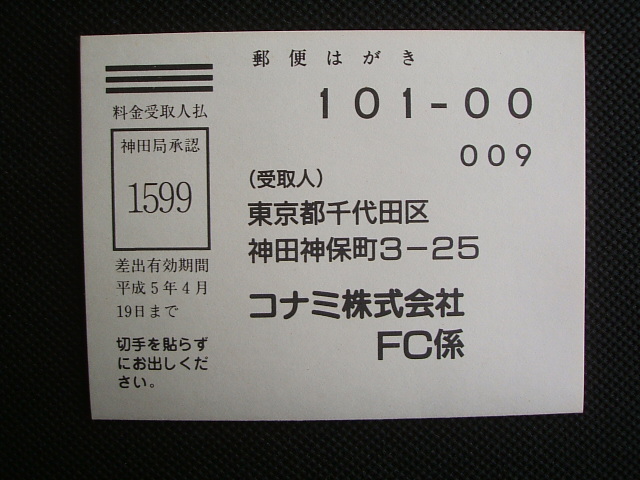 郵便はがき
101-00
009
料金受取人払
神田局承認
1599
差出有効期間
平成5年4月
19日まで
切手を貼らず
にお出しくだ
さい。
(受取人)
東京都千代田区
神田神保町3-25
コナミ株式会社
FC係